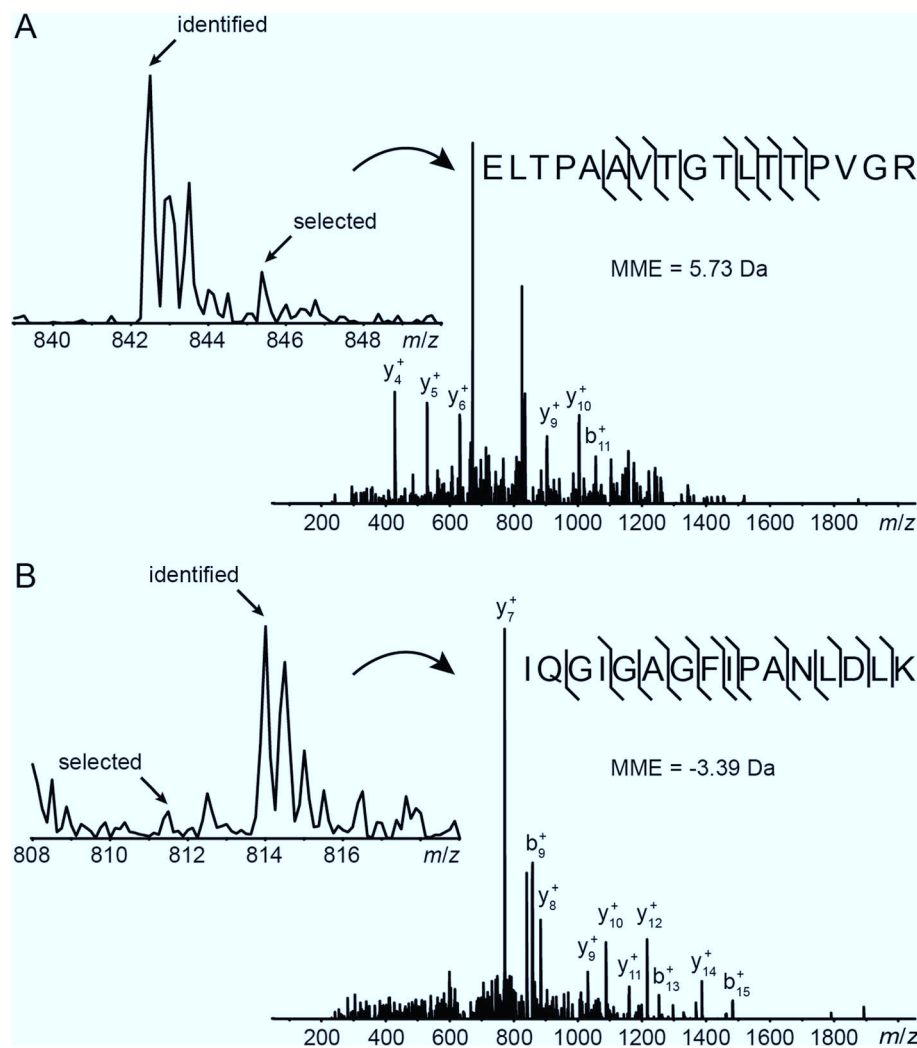 A
identified
selected
840 842 844 846 848 m/z
ELTPAAVTGTLTTPVGR
MME = 5.73 Da
y₄⁺ y₅⁺ y₆⁺ y₉⁺ y₁₀⁺ b₁₁⁺
200 400 600 800 1000 1200 1400 1600 1800 m/z
B
identified
selected
808 810 812 814 816 m/z
IQGIGAGFIPANLDLK
MME = -3.39 Da
y₇⁺
b₉⁺ y₈⁺ y₉⁺ y₁₀⁺ y₁₁⁺ y₁₂⁺ b₁₃⁺ y₁₄⁺ b₁₅⁺
200 400 600 800 1000 1200 1400 1600 1800 m/z